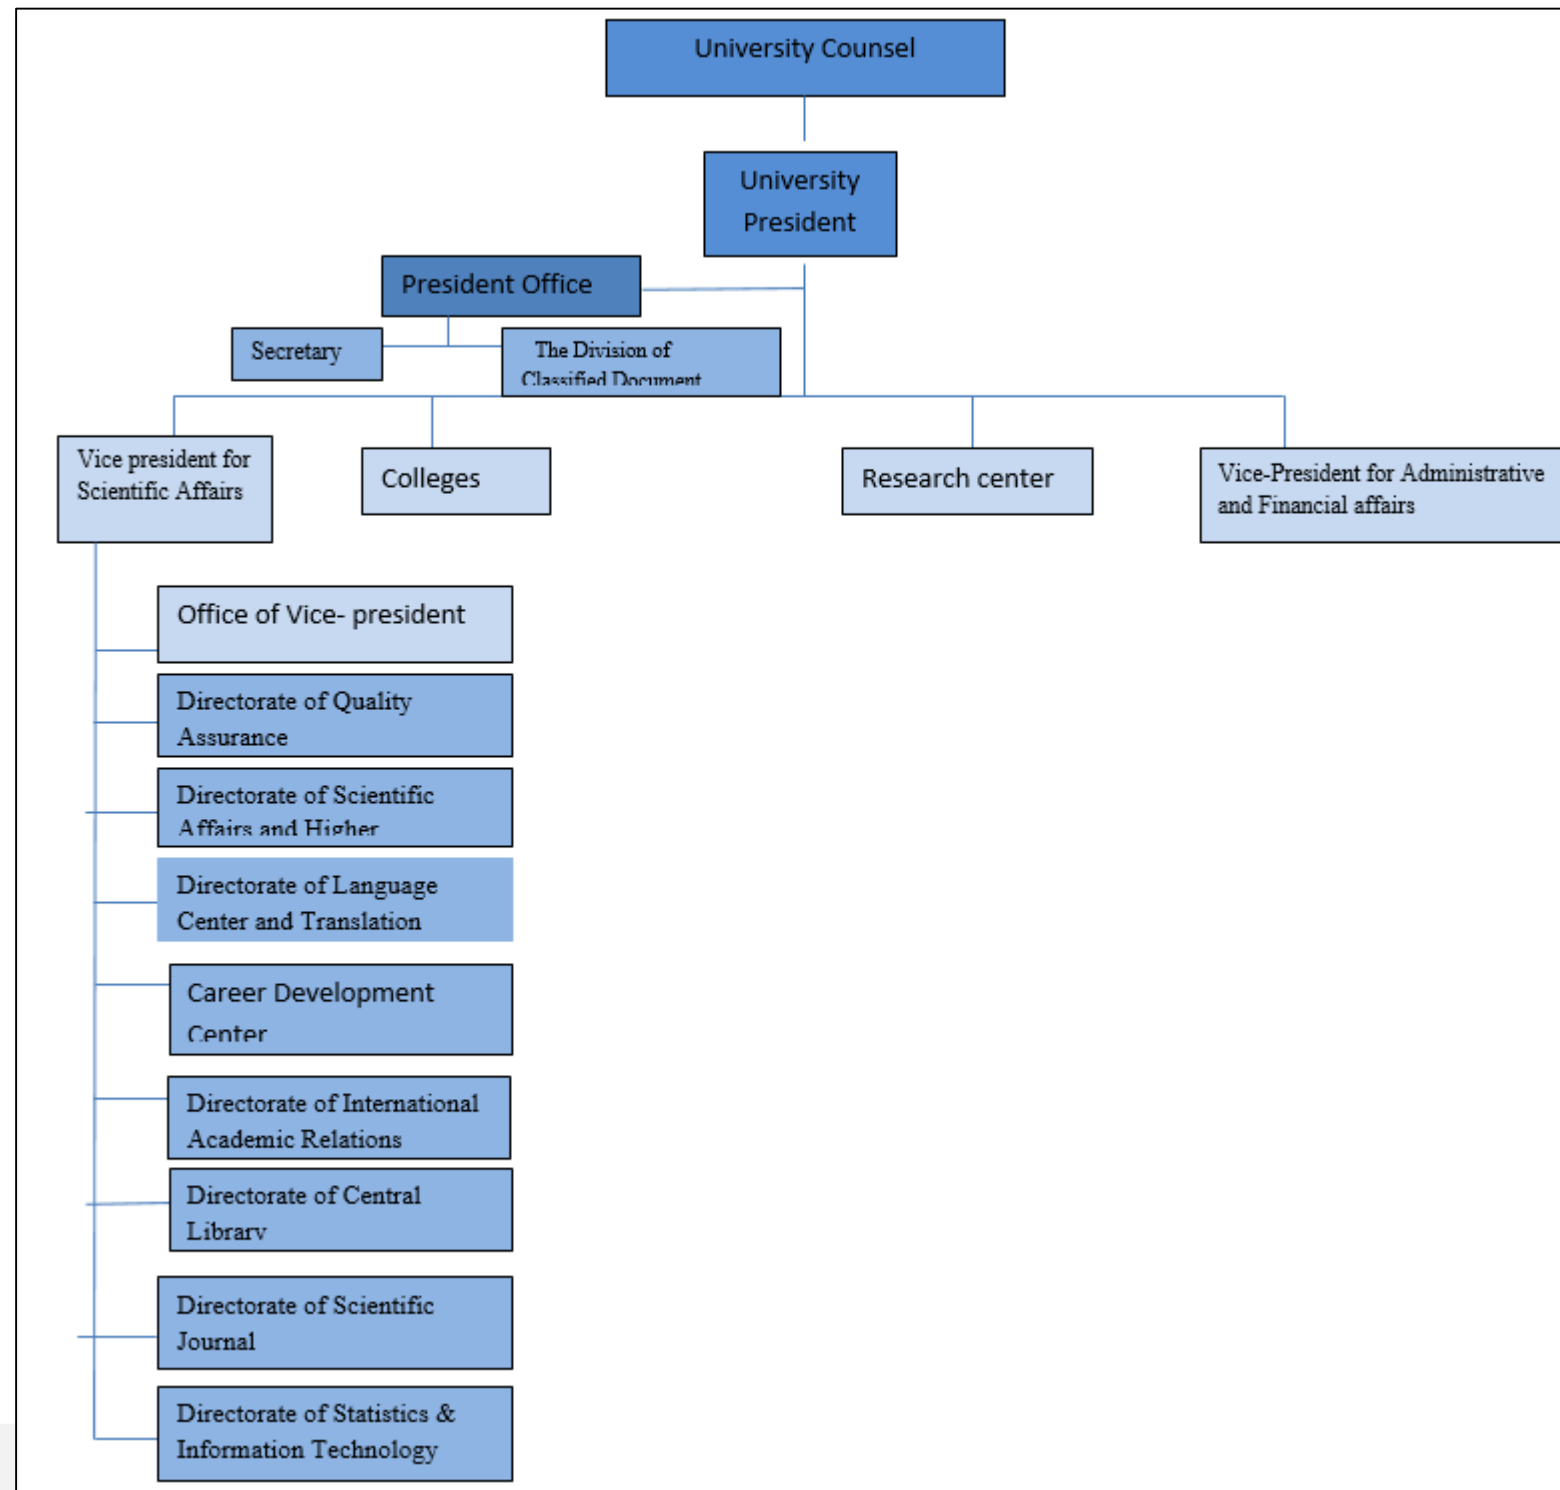 University Counsel
University
President
President Office
Secretary
The Division of
Classified Document
Vice president for
Scientific Affairs
Colleges
Research center
Vice-President for Administrative
and Financial affairs
Office of Vice- president
Directorate of Quality
Assurance
Directorate of Scientific
Affairs and Higher
Directorate of Language
Center and Translation
Career Development
Center
Directorate of International
Academic Relations
Directorate of Central
Library
Directorate of Scientific
Journal
Directorate of Statistics &
Information Technology